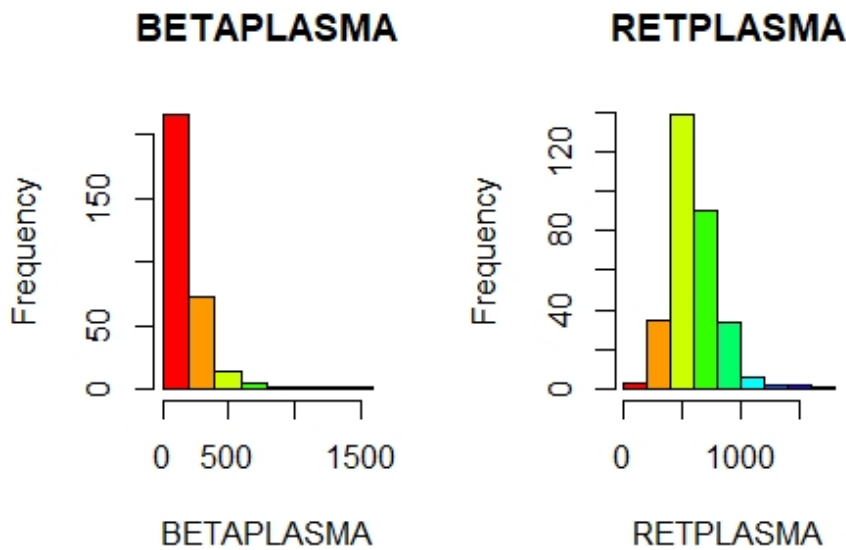 BETAPLASMA
Frequency
150
50
0
0 500 1500
BETAPLASMA
RETPLASMA
Frequency
120
80
40
0
0 1000
RETPLASMA